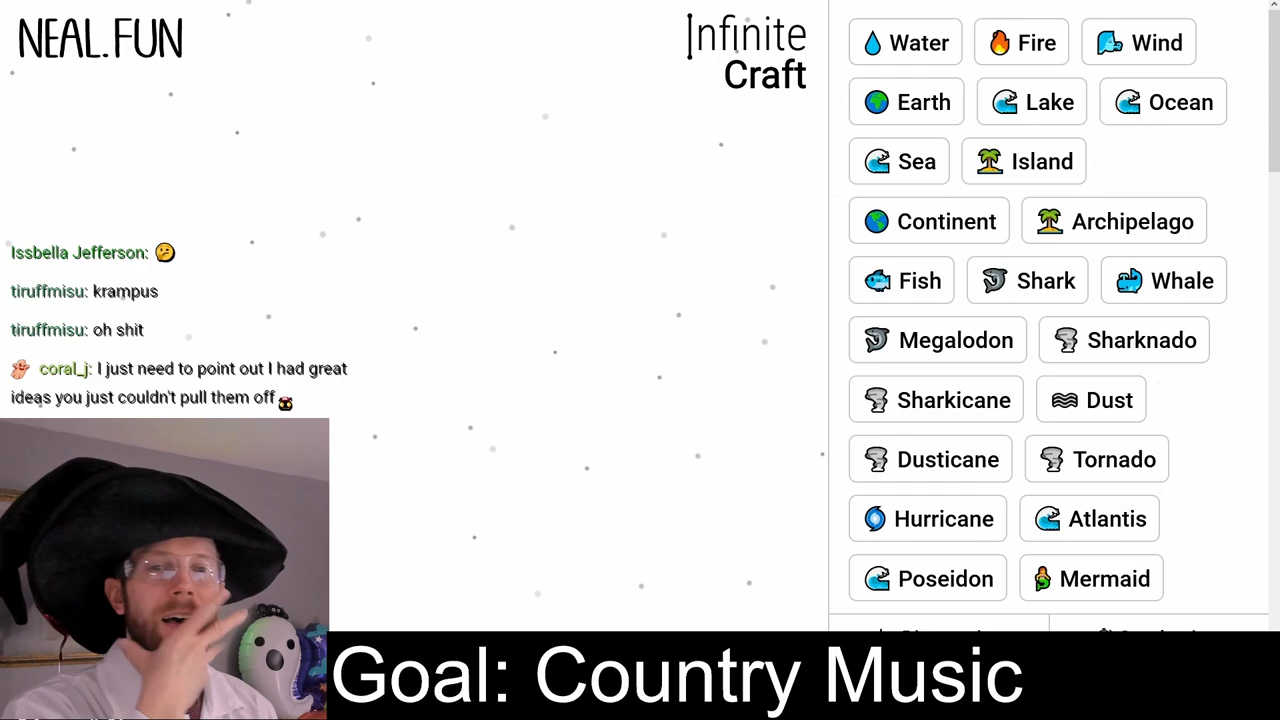 NEAL.FUN
Infinite
Craft
Water
Fire
Wind
Earth
Lake
Ocean
Sea
Island
Continent
Archipelago
Fish
Shark
Whale
Megalodon
Sharknado
Sharkicane
Dust
Dusticane
Tornado
Hurricane
Atlantis
Poseidon
Mermaid
Issbella Jefferson:
tiruffmisu: krampus
tiruffmisu: oh shit
coral_j: I just need to point out I had great
ideas you just couldn't pull them off
Goal: Country Music